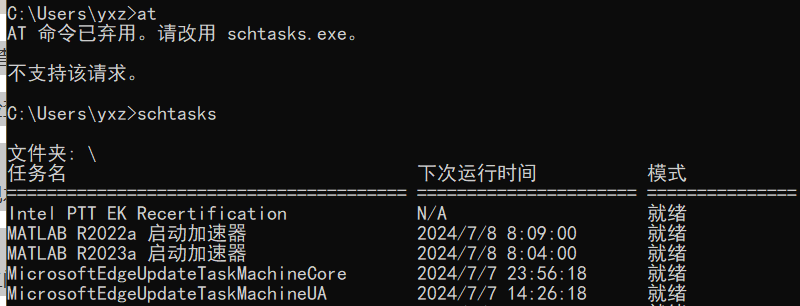 C:\Users\yxz>at
AT 命令已弃用。请改用 schtasks.exe。
不支持该请求。
C:\Users\yxz>schtasks
文件夹: \
任务名 下次运行时间 模式
======================================== ====================== ===============
Intel PTT EK Recertification N/A 就绪
MATLAB R2022a 启动加速器 2024/7/8 8:09:00 就绪
MATLAB R2023a 启动加速器 2024/7/8 8:04:00 就绪
MicrosoftEdgeUpdateTaskMachineCore 2024/7/7 23:56:18 就绪
MicrosoftEdgeUpdateTaskMachineUA 2024/7/7 14:26:18 就绪